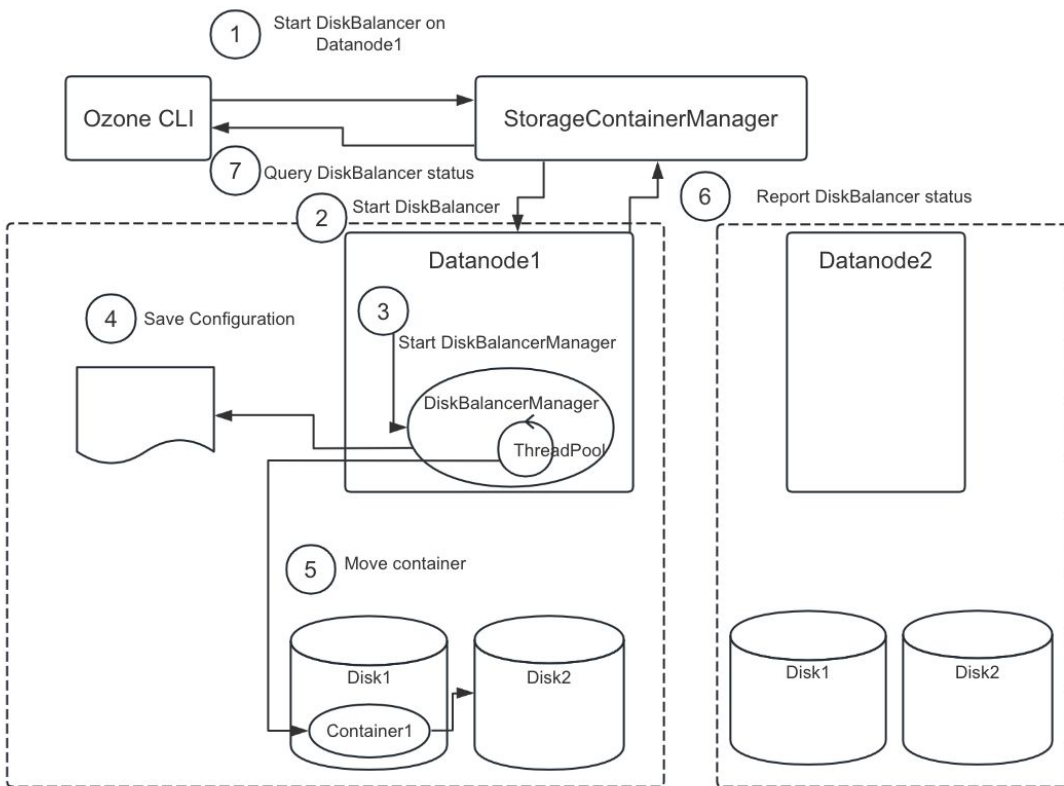 1
Start DiskBalancer on
Datanode1
Ozone CLI
StorageContainerManager
7
Query DiskBalancer status
6
Report DiskBalancer status
2
Start DiskBalancer
Datanode1
Datanode2
3
4
Save Configuration
Start DiskBalancerManager
DiskBalancerManager
ThreadPool
5
Move container
Disk1
Disk2
Disk1
Disk2
Container1